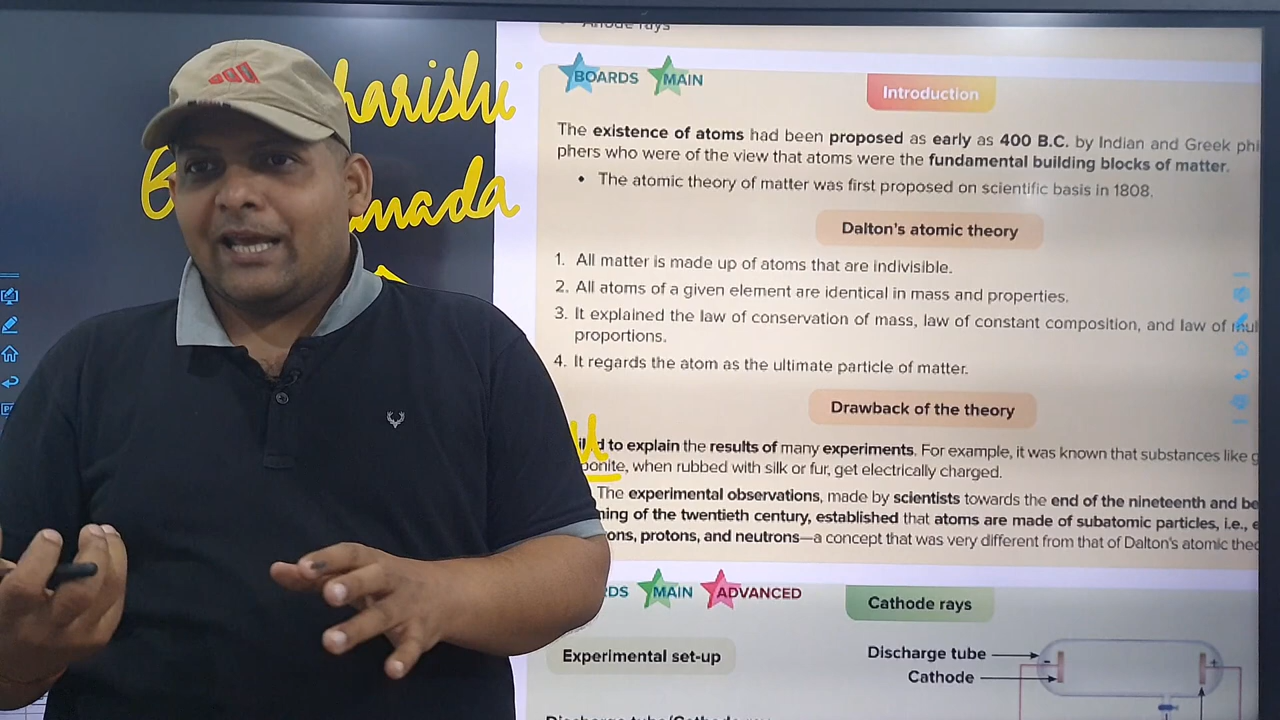 Anode rays
BOARDS MAIN
Introduction
The existence of atoms had been proposed as early as 400 B.C. by Indian and Greek phi
phers who were of the view that atoms were the fundamental building blocks of matter.
• The atomic theory of matter was first proposed on scientific basis in 1808.
Dalton's atomic theory
1. All matter is made up of atoms that are indivisible.
2. All atoms of a given element are identical in mass and properties.
3. It explained the law of conservation of mass, law of constant composition, and law of mul
proportions.
4. It regards the atom as the ultimate particle of matter.
Drawback of the theory
d to explain the results of many experiments. For example, it was known that substances like g
bonite, when rubbed with silk or fur, get electrically charged.
The experimental observations, made by scientists towards the end of the nineteenth and be
ning of the twentieth century, established that atoms are made of subatomic particles, i.e., e
ons, protons, and neutrons—a concept that was very different from that of Dalton's atomic theo
RDS MAIN ADVANCED
Cathode rays
Experimental set-up
Discharge tube
Cathode
harishi
nada